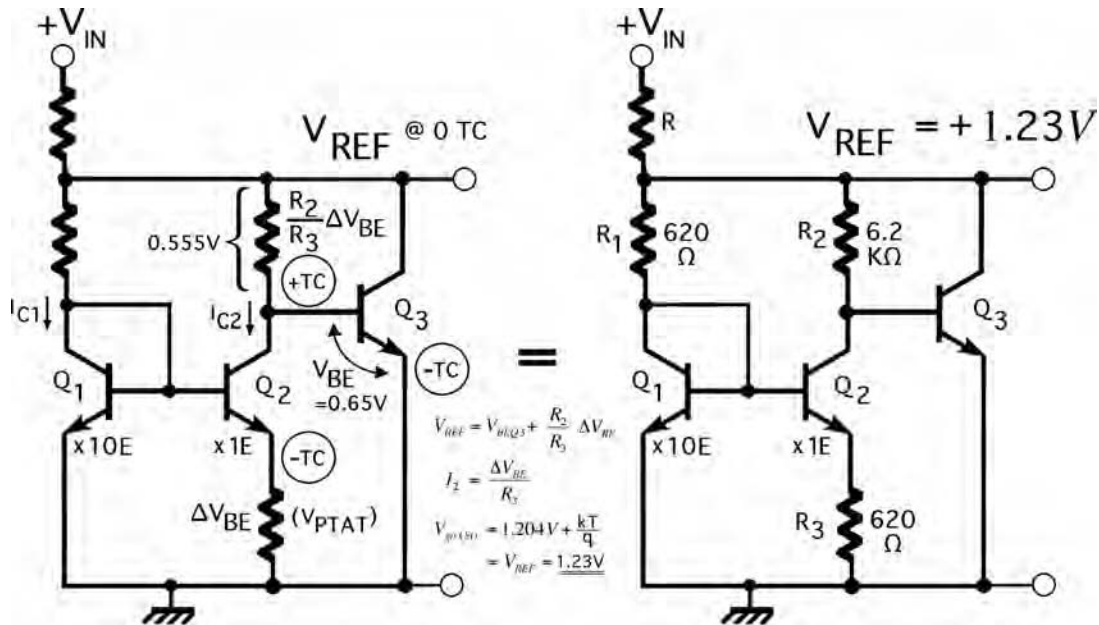 +V IN
V REF @ 0 TC
0.555V
R2
R3
ΔVBE
+TC
IC1
IC2
Q3
VBE
=0.65V
-TC
Q1
Q2
x10E
x1E
-TC
ΔVBE
(VPTAT)
=
VREF = VBEQ3 + R2/R3 ΔVBE
I2 = ΔVBE/R3
= 1.204V + kT/q
= VREF = 1.23V
+VIN
R
VREF = +1.23V
R1
620
Ω
R2
6.2
KΩ
Q3
Q1
Q2
x10E
x1E
R3
620
Ω